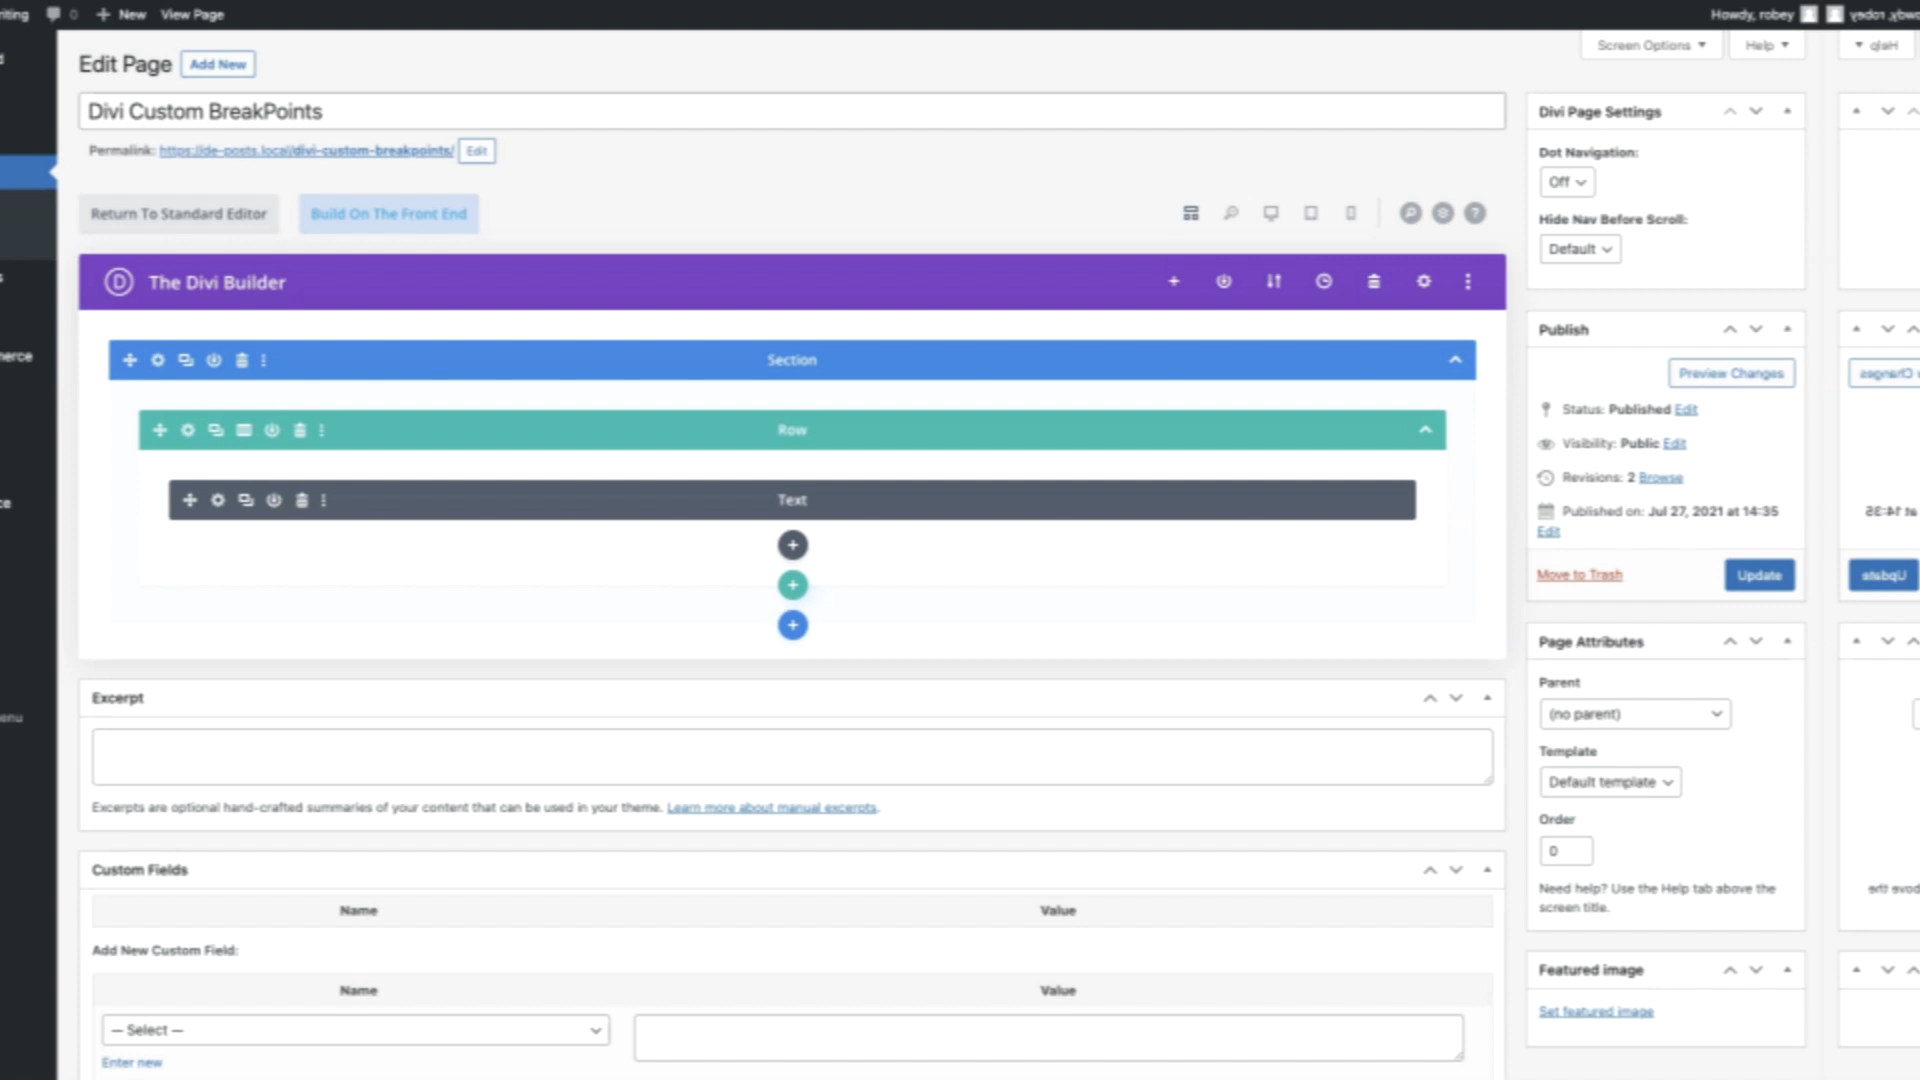 0
New
View Page
Howdy, robey
Edit Page
Add New
Screen Options
Help
Divi Custom BreakPoints
Permalink: https://de-posts.local/divi-custom-breakpoints/ Edit
Return To Standard Editor
Build On The Front End
The Divi Builder
Section
Row
Text
Excerpt
Excerpts are optional hand-crafted summaries of your content that can be used in your theme. Learn more about manual excerpts.
Custom Fields
Name
Value
Add New Custom Field:
Name
Value
— Select —
Enter new
Divi Page Settings
Dot Navigation:
Off
Hide Nav Before Scroll:
Default
Publish
Preview Changes
Status: Published Edit
Visibility: Public Edit
Revisions: 2 Browse
Published on: Jul 27, 2021 at 14:35
Edit
Move to Trash
Update
Page Attributes
Parent
(no parent)
Template
Default template
Order
0
Need help? Use the Help tab above the
screen title.
Featured image
Set featured image